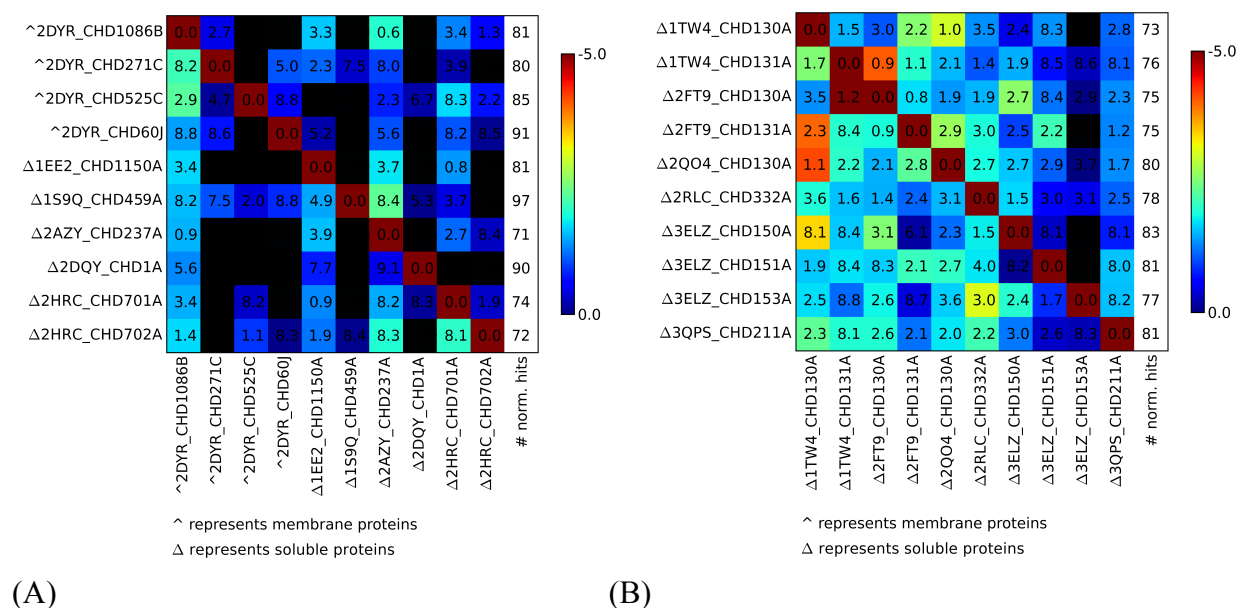 ^2DYR_CHD1086B 0.0 2.7 3.3 0.6 3.4 1.3 81
^2DYR_CHD271C 8.2 0.0 5.0 2.3 7.5 8.0 3.9 80
^2DYR_CHD525C 2.9 4.7 0.0 8.8 2.3 6.7 8.3 2.2 85
^2DYR_CHD60J 8.8 8.6 0.0 5.2 5.6 8.2 8.5 91
Δ1EE2_CHD1150A 3.4 0.0 3.7 0.8 81
Δ1S9Q_CHD459A 8.2 7.5 2.0 8.8 4.9 0.0 8.4 5.3 3.7 97
Δ2AZY_CHD237A 0.9 3.9 0.0 2.7 8.4 71
Δ2DQY_CHD1A 5.6 7.7 9.1 0.0 90
Δ2HRC_CHD701A 3.4 8.2 0.9 8.2 8.3 0.0 1.9 74
Δ2HRC_CHD702A 1.4 1.1 8.3 1.9 8.4 8.3 8.1 0.0 72
^2DYR_CHD1086B
^2DYR_CHD271C
^2DYR_CHD525C
^2DYR_CHD60J
Δ1EE2_CHD1150A
Δ1S9Q_CHD459A
Δ2AZY_CHD237A
Δ2DQY_CHD1A
Δ2HRC_CHD701A
Δ2HRC_CHD702A
# norm. hits
-5.0
0.0
^ represents membrane proteins
Δ represents soluble proteins
(A)
Δ1TW4_CHD130A 0.0 1.5 3.0 2.2 1.0 3.5 2.4 8.3 2.8 73
Δ1TW4_CHD131A 1.7 0.0 0.9 1.1 2.1 1.4 1.9 8.5 8.6 8.1 76
Δ2FT9_CHD130A 3.5 1.2 0.0 0.8 1.9 1.9 2.7 8.4 2.9 2.3 75
Δ2FT9_CHD131A 2.3 8.4 0.9 0.0 2.9 3.0 2.5 2.2 1.2 75
Δ2QO4_CHD130A 1.1 2.2 2.1 2.8 0.0 2.7 2.7 2.9 3.7 1.7 80
Δ2RLC_CHD332A 3.6 1.6 1.4 2.4 3.1 0.0 1.5 3.0 3.1 2.5 78
Δ3ELZ_CHD150A 8.1 8.4 3.1 6.1 2.3 1.5 0.0 8.1 8.1 83
Δ3ELZ_CHD151A 1.9 8.4 8.3 2.1 2.7 4.0 8.2 0.0 8.0 81
Δ3ELZ_CHD153A 2.5 8.8 2.6 8.7 3.6 3.0 2.4 1.7 0.0 8.2 77
Δ3QPS_CHD211A 2.3 8.1 2.6 2.1 2.0 2.2 3.0 2.6 8.3 0.0 81
Δ1TW4_CHD130A
Δ1TW4_CHD131A
Δ2FT9_CHD130A
Δ2FT9_CHD131A
Δ2QO4_CHD130A
Δ2RLC_CHD332A
Δ3ELZ_CHD150A
Δ3ELZ_CHD151A
Δ3ELZ_CHD153A
Δ3QPS_CHD211A
# norm. hits
-5.0
0.0
^ represents membrane proteins
Δ represents soluble proteins
(B)